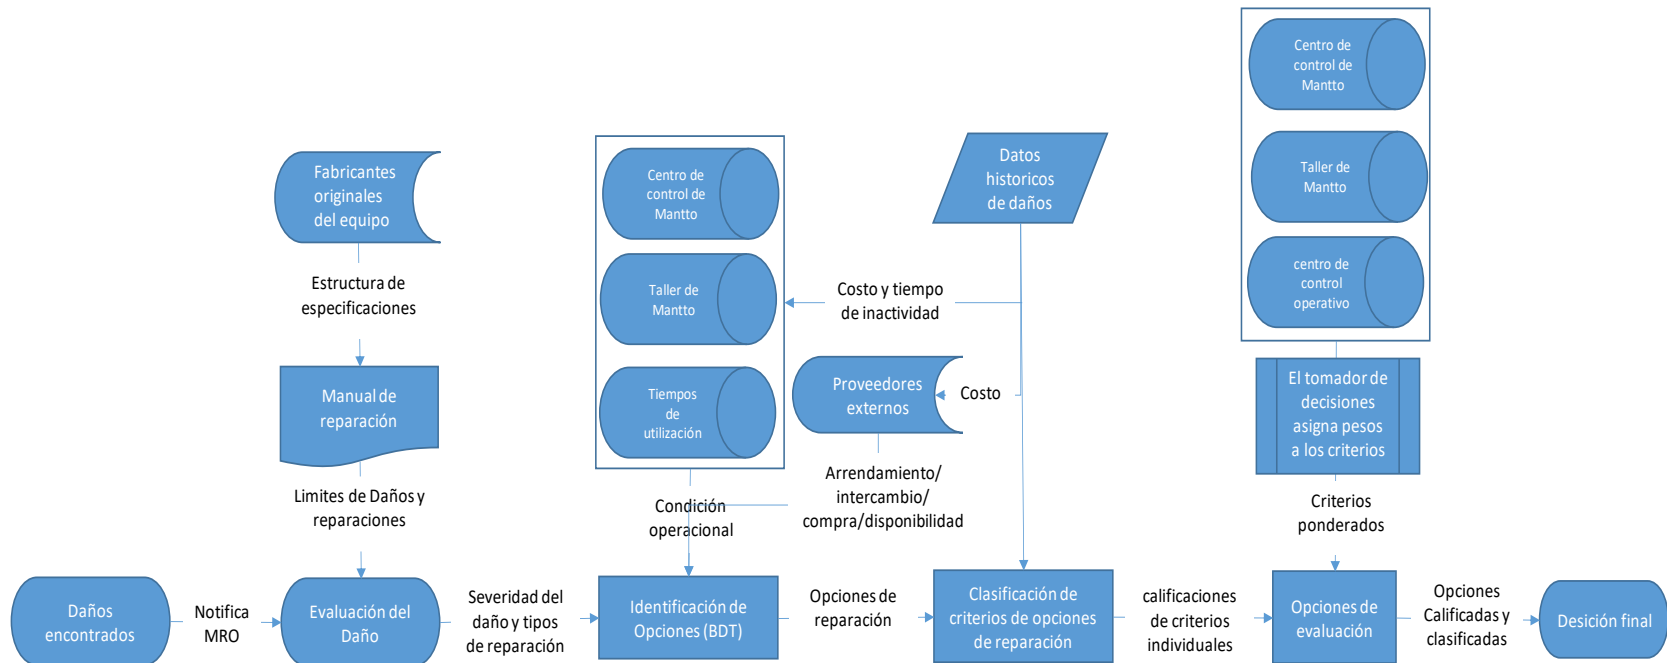 Centro de
control de
Mantto
Taller de
Mantto
centro de
control
operativo
Datos
historicos
de daños
Centro de
control de
Mantto
Taller de
Mantto
Tiempos
de
utilización
Fabricantes
originales
del equipo
Estructura de
especificaciones
Costo y tiempo
de inactividad
Manual de
reparación
Proveedores
externos
Costo
El tomador de
decisiones
asigna pesos
a los criterios
Limites de Daños y
reparaciones
Condición
operacional
Arrendamiento/
intercambio/
compra/disponibilidad
Criterios
ponderados
Daños
encontrados
Notifica
MRO
Evaluación del
Daño
Severidad del
daño y tipos
de reparación
Identificación de
Opciones (BDT)
Opciones de
reparación
Clasificación de
criterios de opciones
de reparación
calificaciones
de criterios
individuales
Opciones de
evaluación
Opciones
Calificadas y
clasificadas
Desición final